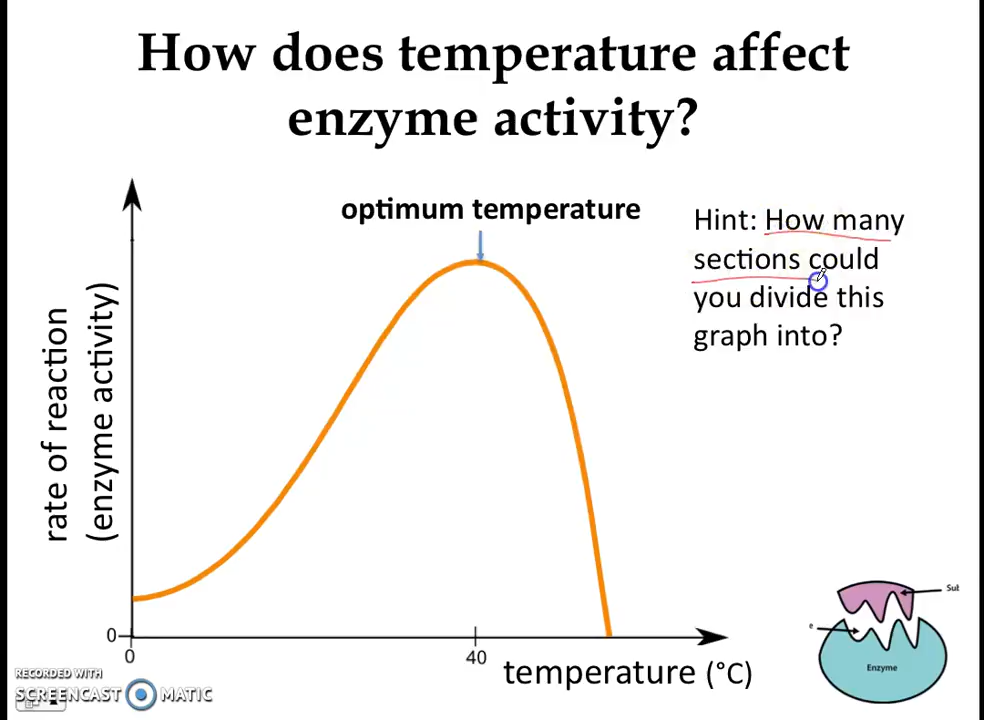 How does temperature affect
enzyme activity?
optimum temperature
Hint: How many
sections could
you divide this
graph into?
rate of reaction
(enzyme activity)
0
0
40
temperature (°C)
Sub
e
Enzyme
RECORDED WITH
SCREENCAST MATIC